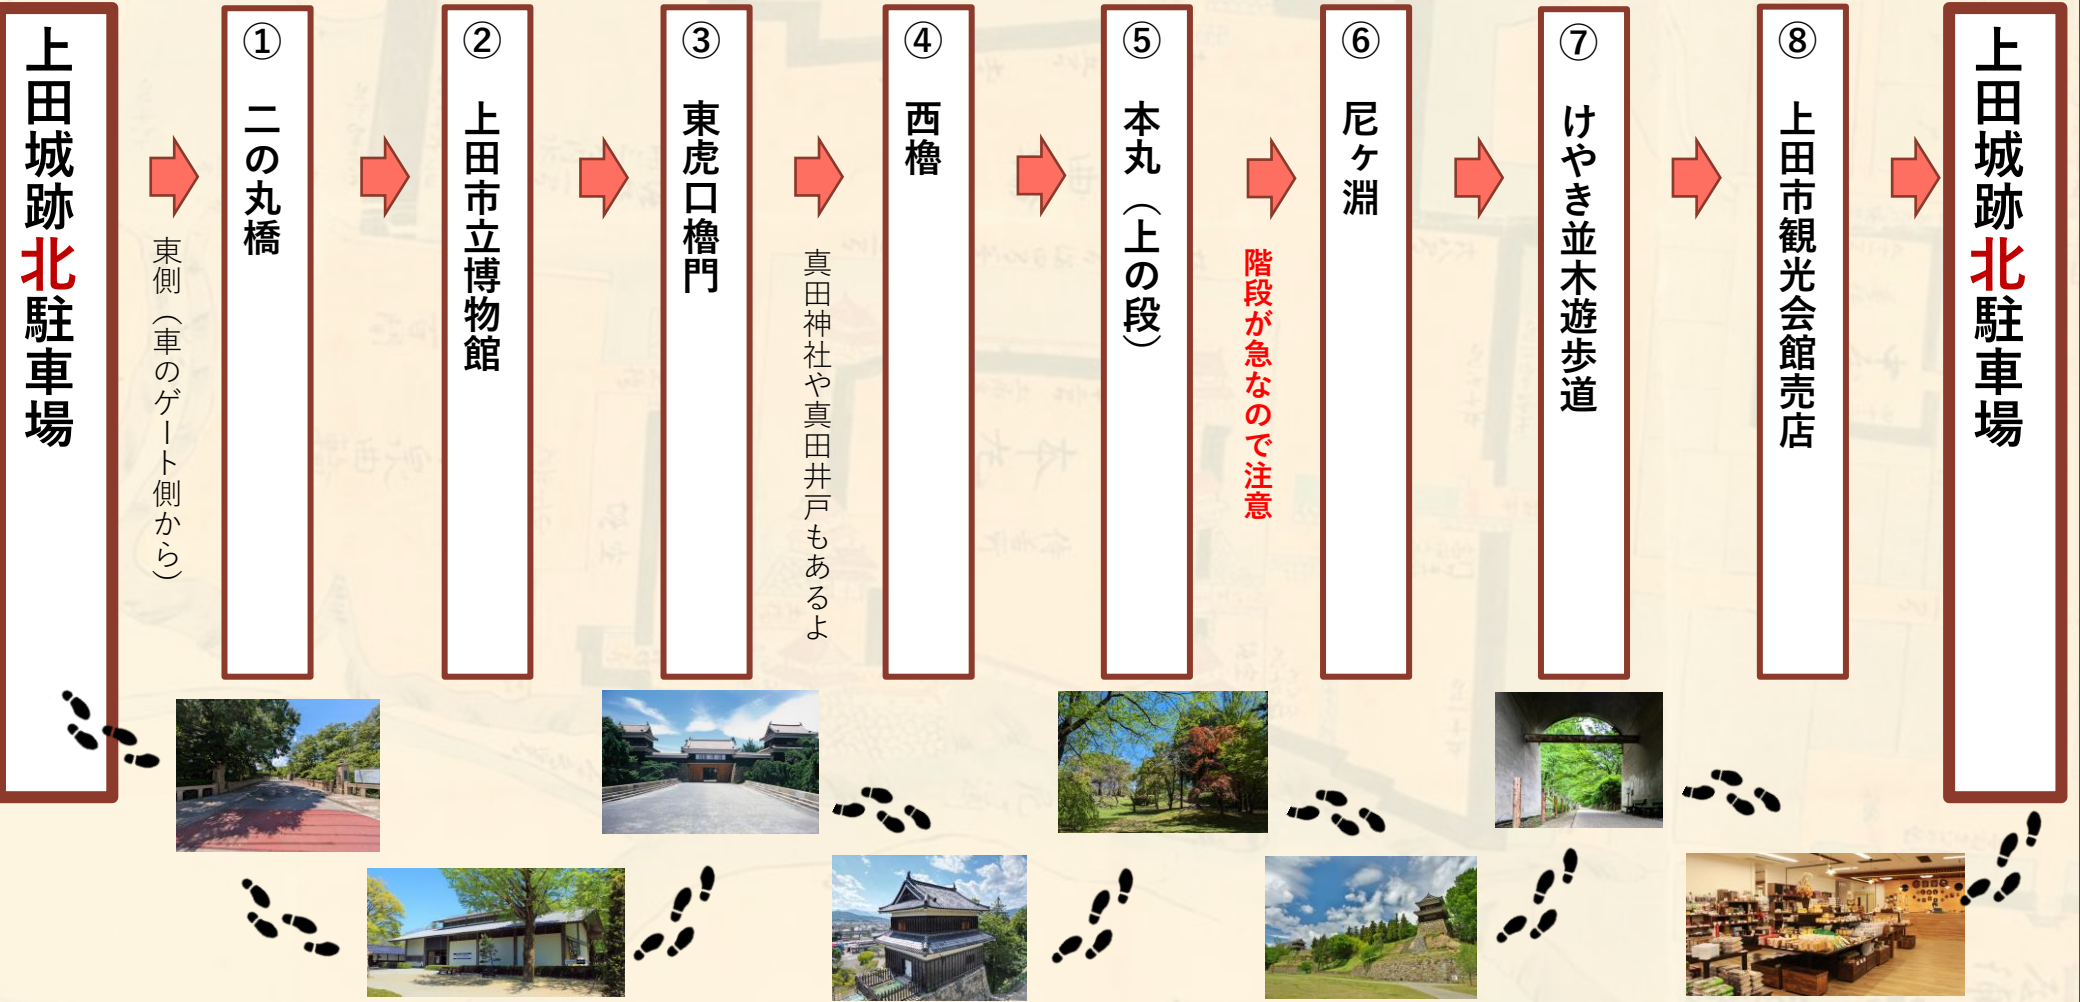 上田城跡北駐車場
東側（車のゲート側から）
① 二の丸橋
② 上田市立博物館
③ 東虎口櫓門
真田神社や真田井戸もあるよ
④ 西櫓
⑤ 本丸（上の段）
階段が急なので注意
⑥ 尼ヶ淵
⑦ けやき並木遊歩道
⑧ 上田市観光会館売店
上田城跡北駐車場